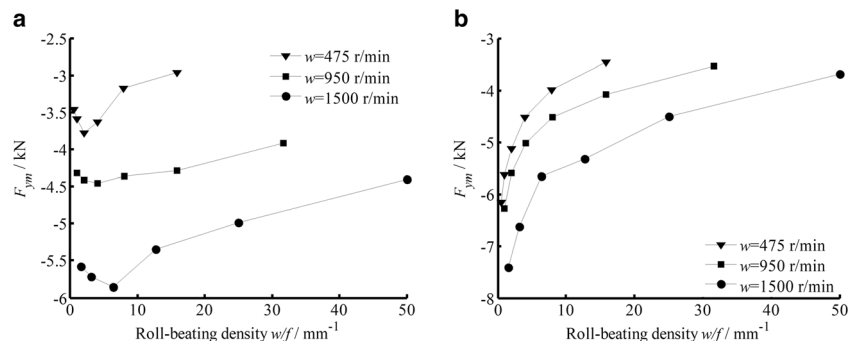 a
-2.5
-3
-3.5
-4
-4.5
-5
-5.5
-6
F_ym / kN
0 10 20 30 40 50
Roll-beating density w/f / mm⁻¹
w=475 r/min
w=950 r/min
w=1500 r/min
b
-3
-4
-5
-6
-7
-8
F_ym / kN
0 10 20 30 40 50
Roll-beating density w/f / mm⁻¹
w=475 r/min
w=950 r/min
w=1500 r/min